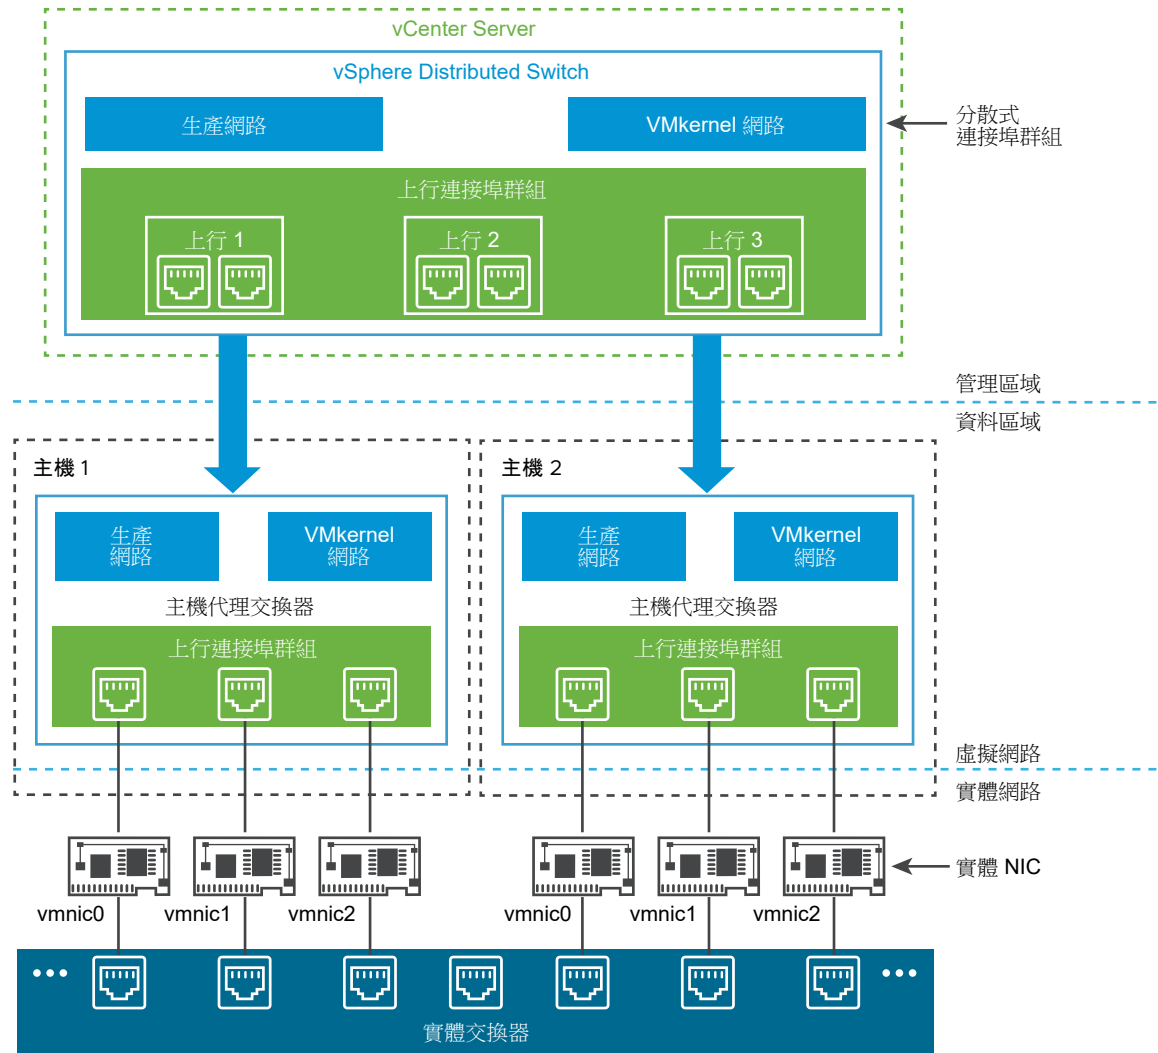 vCenter Server
vSphere Distributed Switch
生產網路
VMkernel 網路
分散式
連接埠群組
上行連接埠群組
上行 1
上行 2
上行 3
管理區域
資料區域
主機 1
生產
網路
VMkernel
網路
主機代理交換器
上行連接埠群組
主機 2
生產
網路
VMkernel
網路
主機代理交換器
上行連接埠群組
虛擬網路
實體網路
實體 NIC
vmnic0
vmnic1
vmnic2
vmnic0
vmnic1
vmnic2
實體交換器